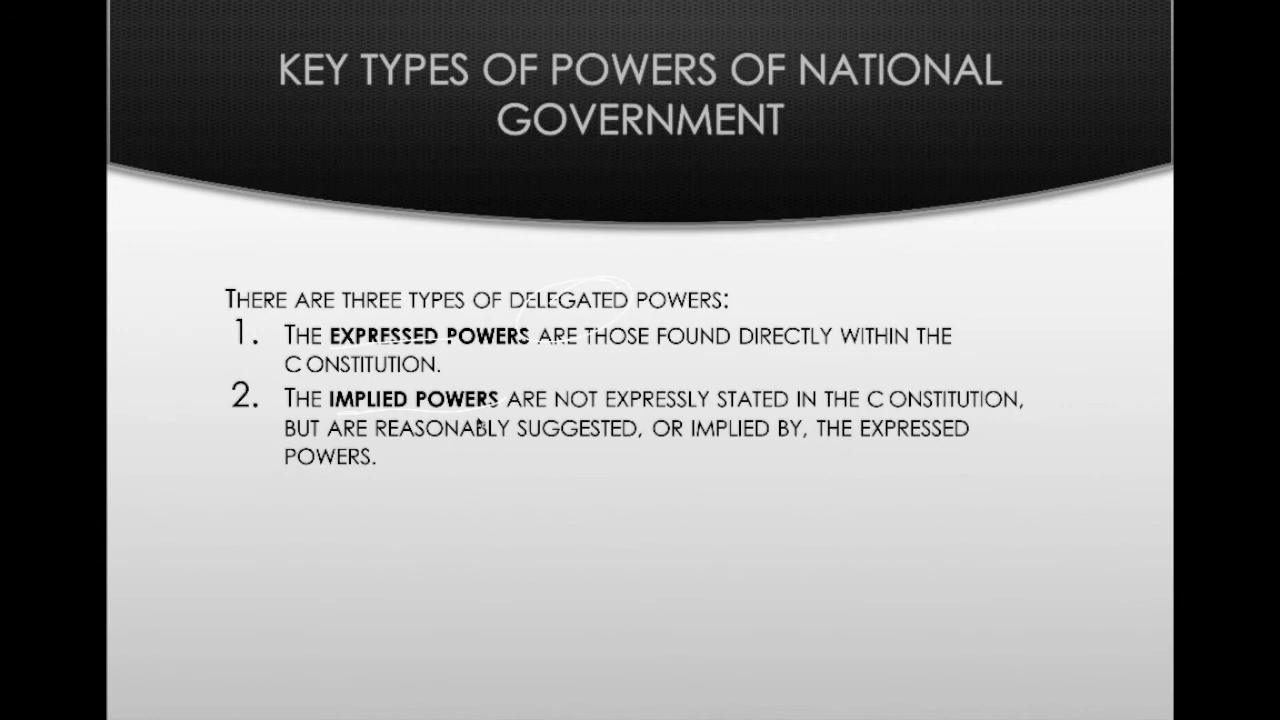 KEY TYPES OF POWERS OF NATIONAL
GOVERNMENT
THERE ARE THREE TYPES OF DELEGATED POWERS:
1. THE EXPRESSED POWERS ARE THOSE FOUND DIRECTLY WITHIN THE
CONSTITUTION.
2. THE IMPLIED POWERS ARE NOT EXPRESSLY STATED IN THE CONSTITUTION,
BUT ARE REASONABLY SUGGESTED, OR IMPLIED BY, THE EXPRESSED
POWERS.